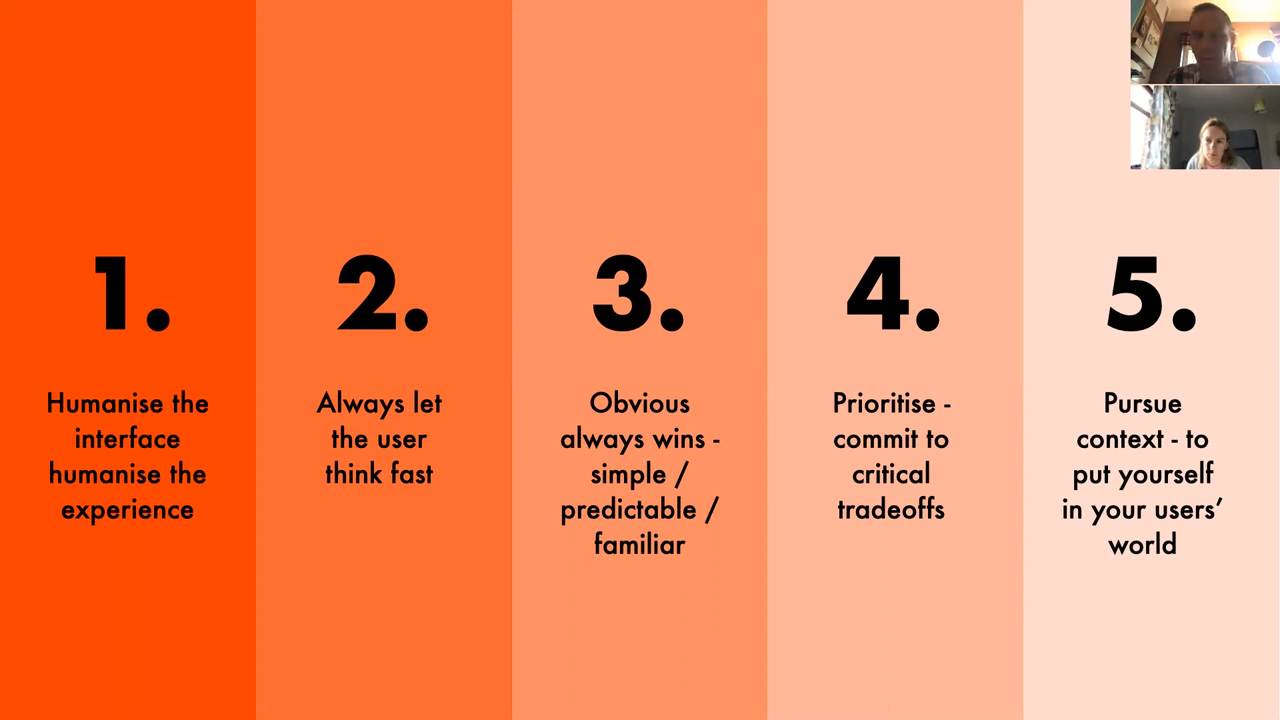 1.
Humanise the
interface
humanise the
experience
2.
Always let
the user
think fast
3.
Obvious
always wins -
simple /
predictable /
familiar
4.
Prioritise -
commit to
critical
tradeoffs
5.
Pursue
context - to
put yourself
in your users’
world